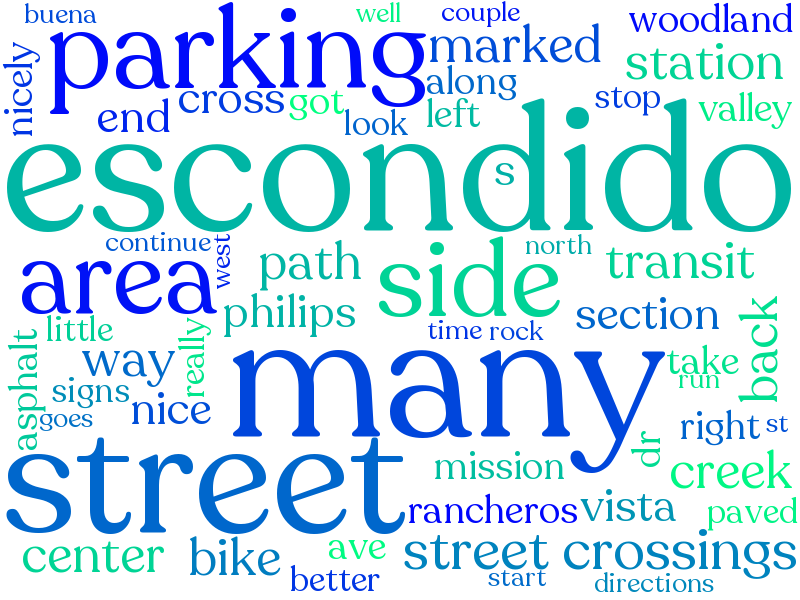 buena
well
couple
woodland
parking
marked
station
nicely
along
cross
got
stop
valley
end
look
left
escondido
s
continue
west
north
area
path
side
transit
philips
section
back
little
time
rock
asphalt
really
way
many
take
run
signs
nice
goes
right
st
dr
street
mission
creek
rancheros
vista
paved
center
bike
ave
street crossings
better
start
directions